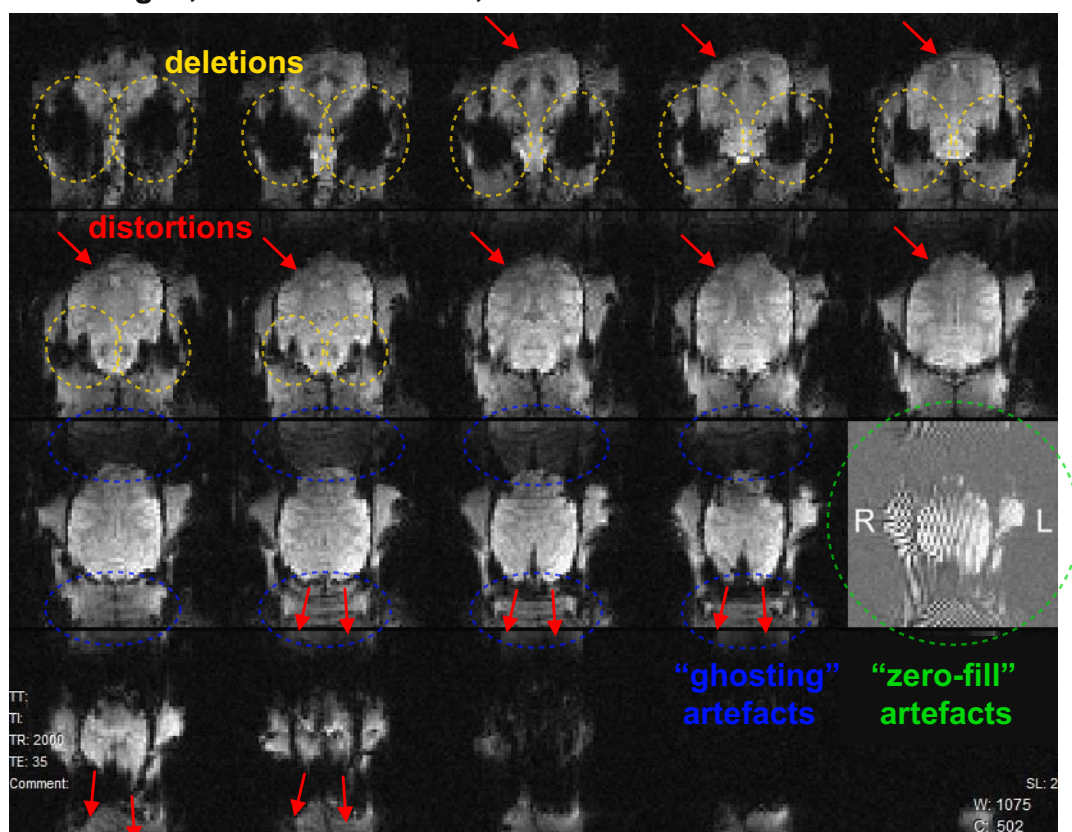 deletions
distortions
R L
"ghosting" "zero-fill"
artefacts artefacts
TT:
TI:
TR: 2000
TE: 35
Comment:
SL: 2
W: 1075
C: 502